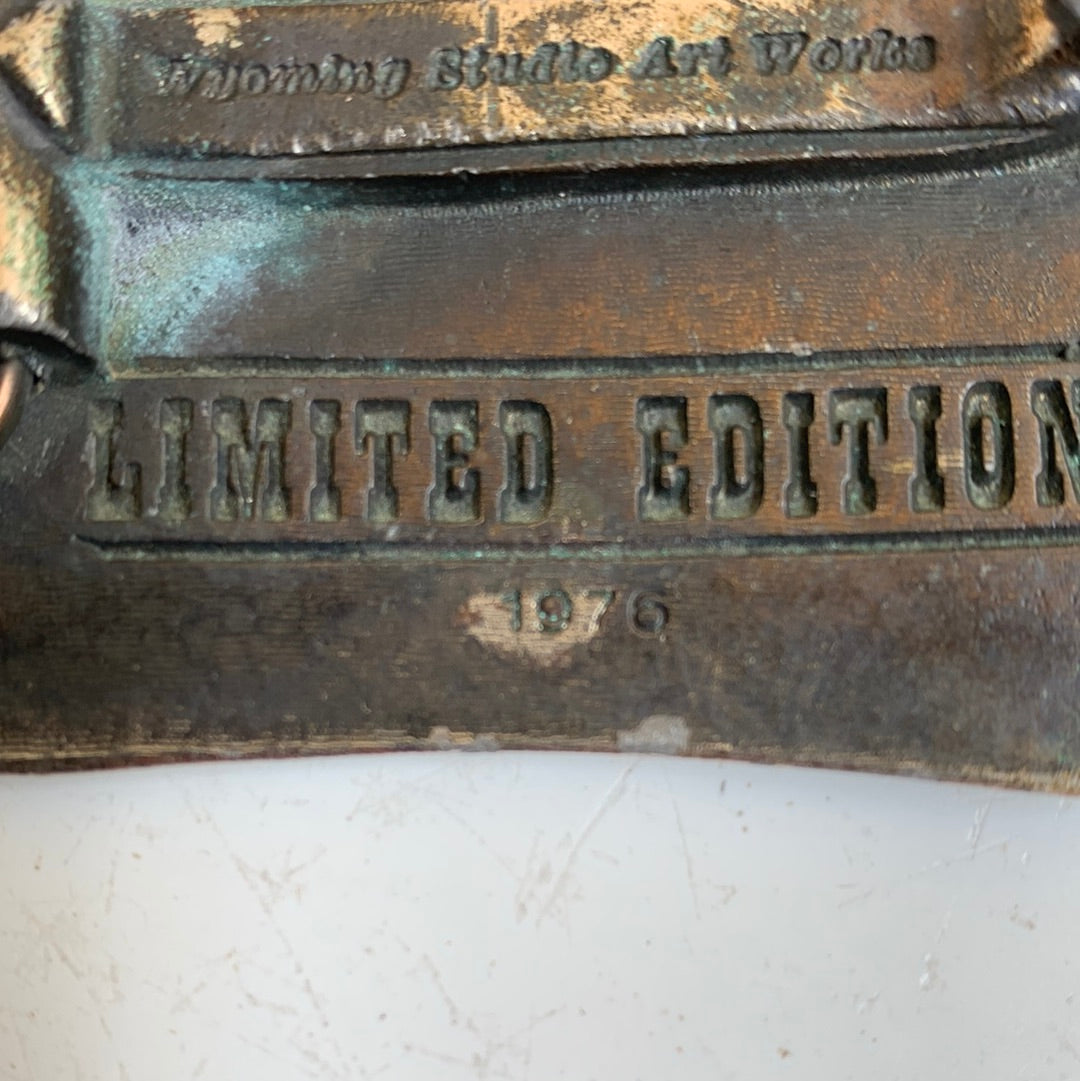 Wyoming Studio Art Works
LIMITED EDITION
1976